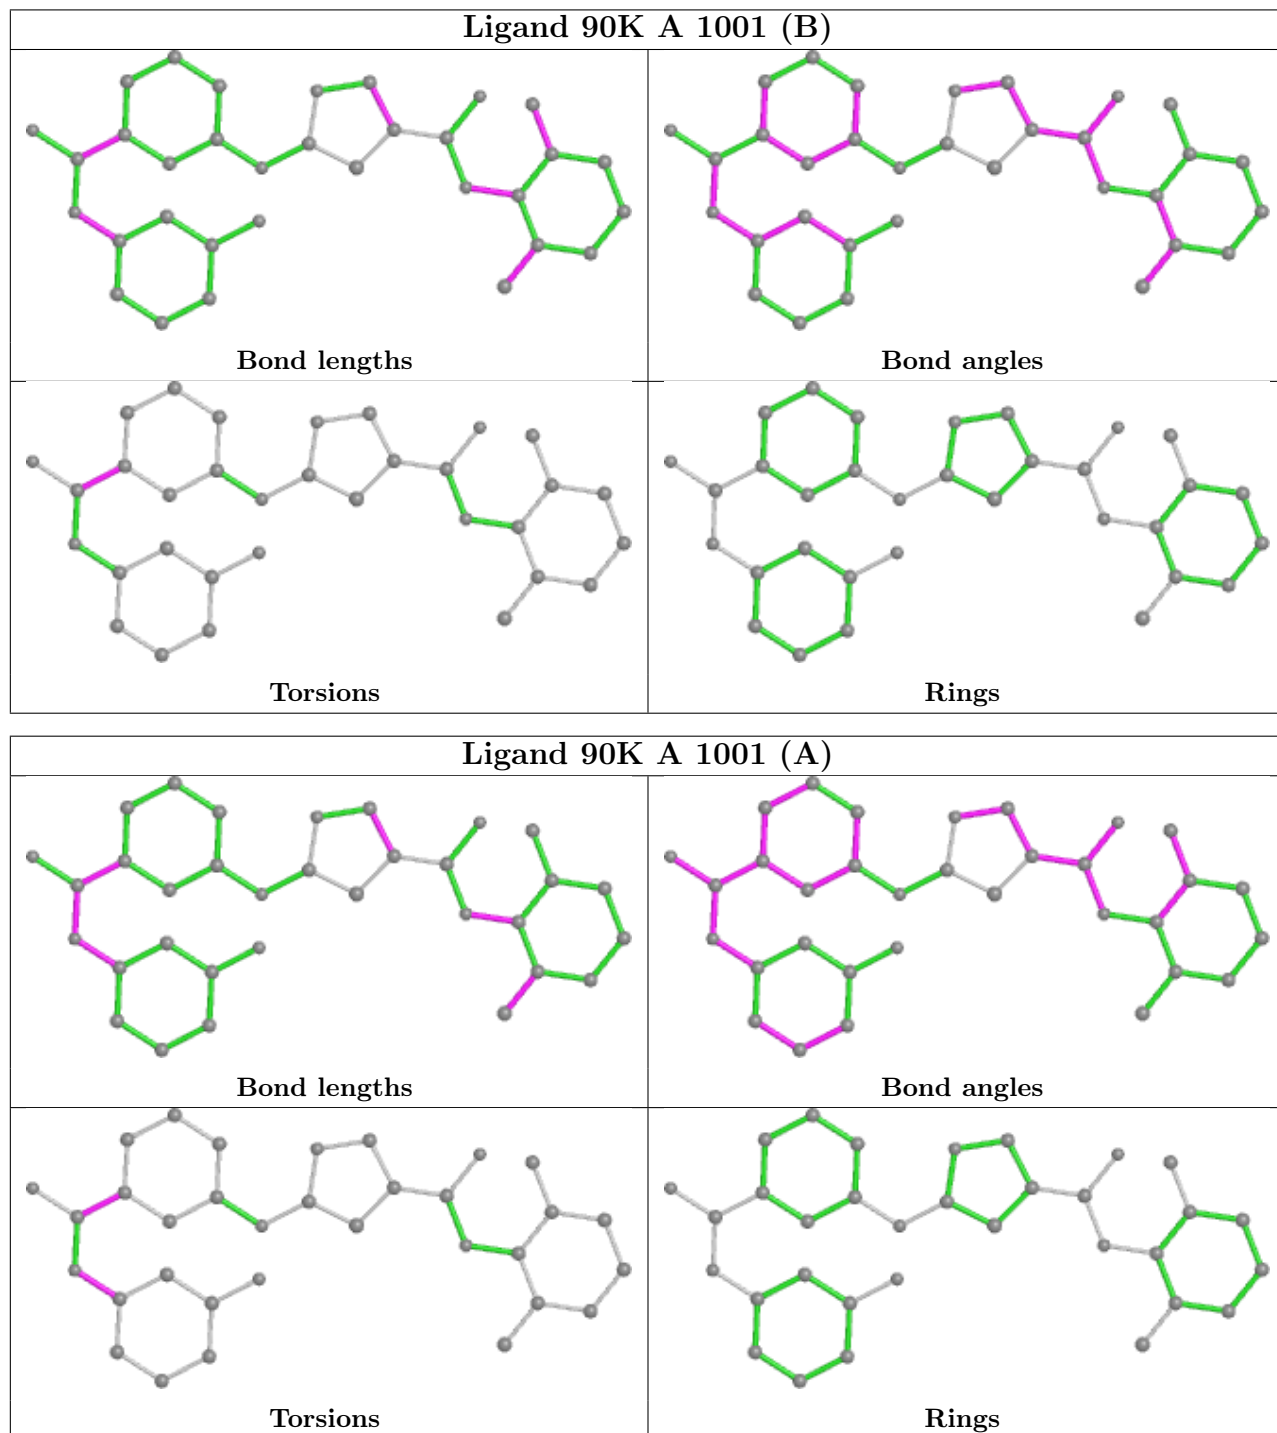 Ligand 90K A 1001 (B)
Bond lengths
Bond angles
Torsions
Rings
Ligand 90K A 1001 (A)
Bond lengths
Bond angles
Torsions
Rings